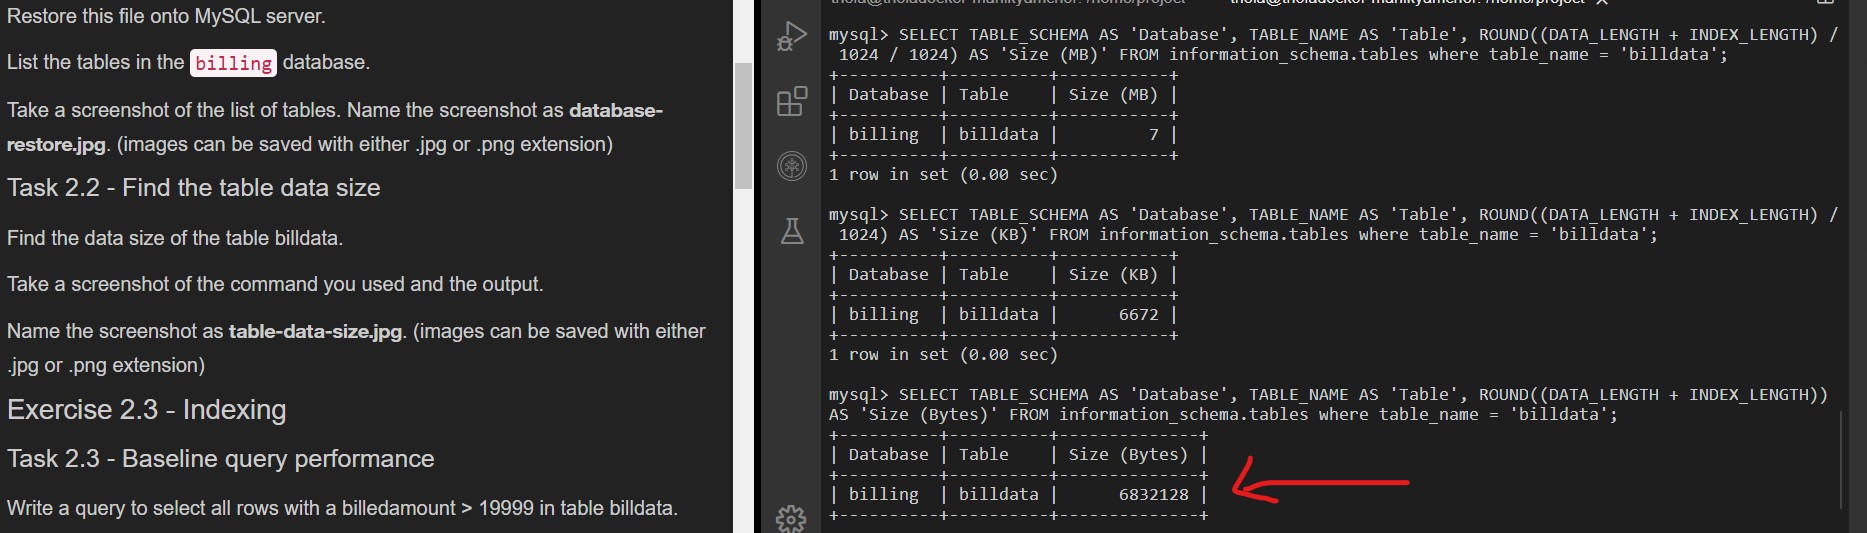 Restore this file onto MySQL server.
List the tables in the billing database.
Take a screenshot of the list of tables. Name the screenshot as database-
restore.jpg. (images can be saved with either .jpg or .png extension)
Task 2.2 - Find the table data size
Find the data size of the table billdata.
Take a screenshot of the command you used and the output.
Name the screenshot as table-data-size.jpg. (images can be saved with either
.jpg or .png extension)
Exercise 2.3 - Indexing
Task 2.3 - Baseline query performance
Write a query to select all rows with a billedamount > 19999 in table billdata.
mysql> SELECT TABLE_SCHEMA AS 'Database', TABLE_NAME AS 'Table', ROUND((DATA_LENGTH + INDEX_LENGTH) /
 1024 / 1024) AS 'Size (MB)' FROM information_schema.tables where table_name = 'billdata';
+----------+----------+-----------+
| Database | Table    | Size (MB) |
+----------+----------+-----------+
| billing  | billdata |         7 |
+----------+----------+-----------+
1 row in set (0.00 sec)
mysql> SELECT TABLE_SCHEMA AS 'Database', TABLE_NAME AS 'Table', ROUND((DATA_LENGTH + INDEX_LENGTH) /
 1024) AS 'Size (KB)' FROM information_schema.tables where table_name = 'billdata';
+----------+----------+-----------+
| Database | Table    | Size (KB) |
+----------+----------+-----------+
| billing  | billdata |      6672 |
+----------+----------+-----------+
1 row in set (0.00 sec)
mysql> SELECT TABLE_SCHEMA AS 'Database', TABLE_NAME AS 'Table', ROUND((DATA_LENGTH + INDEX_LENGTH))
AS 'Size (Bytes)' FROM information_schema.tables where table_name = 'billdata';
+----------+----------+--------------+
| Database | Table    | Size (Bytes) |
+----------+----------+--------------+
| billing  | billdata |      6832128 |
+----------+----------+--------------+